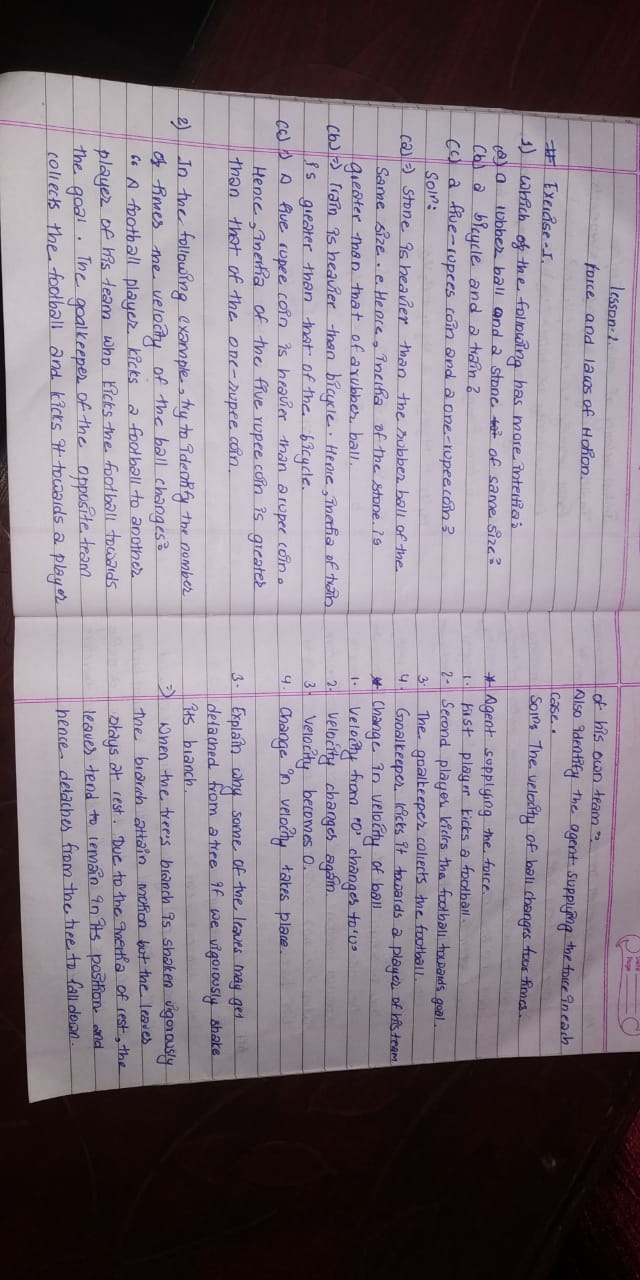 lesson-2.
Force and laws of Motion
# Exercise-I.
1) Which of the following has more inertia:
(a) a rubber ball and a stone of same size?
(b) a bicycle and a train?
(c) a five-rupees coin and a one-rupee coin?
Soln:
(a) => Stone is heavier than the rubber ball of the
Same size. Hence, inertia of the stone is
greater than that of a rubber ball.
(b) => Train is heavier than bicycle. Hence, inertia of train
is greater than that of the bicycle.
(c) => A five rupee coin is heavier than a rupee coin.
Hence, inertia of the five rupee coin is greater
than that of the one-rupee coin.
2) In the following example, try to identify the number
of times the velocity of the ball changes:
"A football player kicks a football to another
player of his team who kicks the football towards
the goal. The goalkeeper of the opposite team
collects the football and kicks it towards a player
Date
Page
of his own team".
Also identify the agent supplying the force in each
case.
Soln: The velocity of ball changes four times.
* Agent supplying the force.
1. First player kicks a football.
2- Second player kicks the football towards goal.
3. The goalkeeper collects the football.
4. Goalkeeper kicks it towards a player of his team
* Change in velocity of ball
1. Velocity from '0' changes to 'u'
2. Velocity changes again.
3. Velocity becomes 0.
4. Change in velocity takes place.
3. Explain why some of the leaves may get
detached from a tree if we vigorously shake
its branch.
=> When the trees branch is shaken vigorously
the branch attain motion but the leaves
stays at rest. Due to the inertia of rest, the
leaves tend to remain in its position and
hence detaches from the tree to fall down.